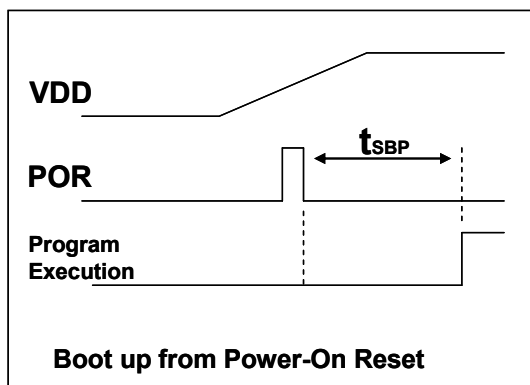 VDD
tSBP
POR
Program
Execution
Boot up from Power-On Reset